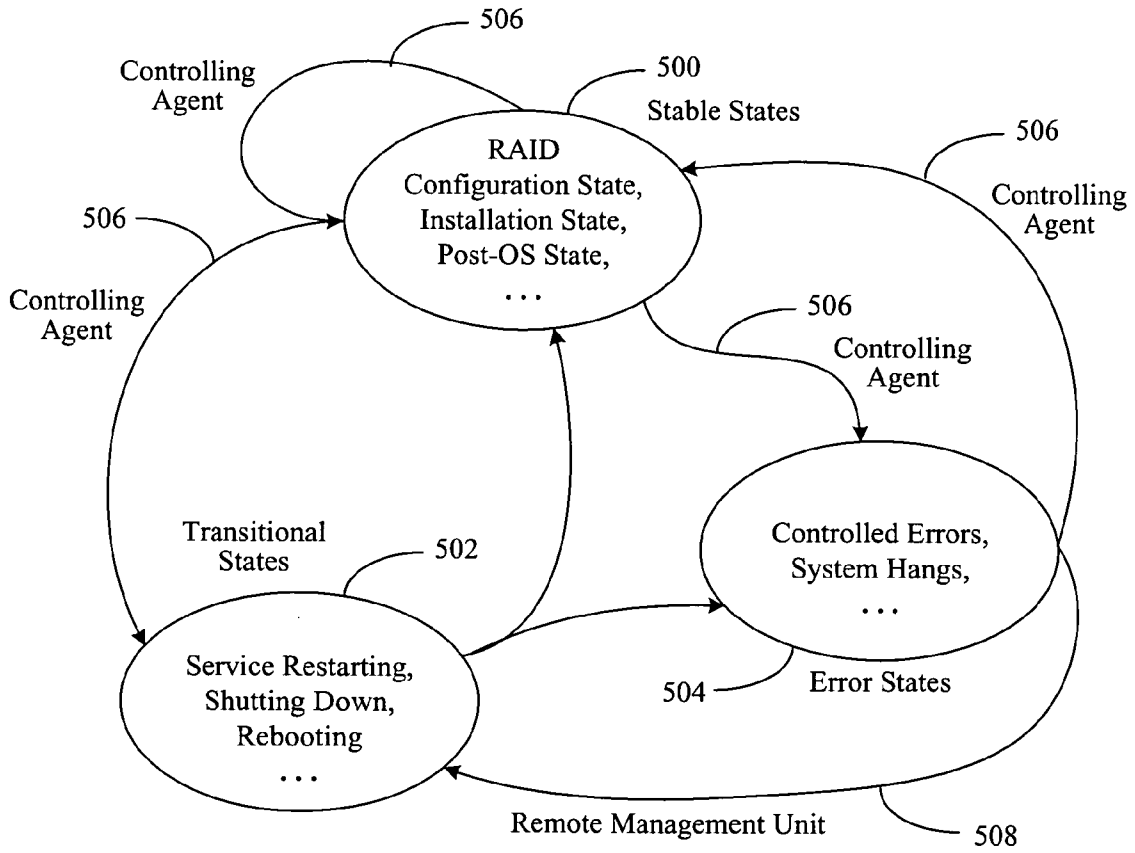 506
Controlling
Agent
500
Stable States
506
Controlling
Agent
RAID
Configuration State,
Installation State,
Post-OS State,
...
506
Controlling
Agent
506
Controlling
Agent
Transitional
States
502
Controlled Errors,
System Hangs,
...
Service Restarting,
Shutting Down,
Rebooting
...
504
Error States
Remote Management Unit
508